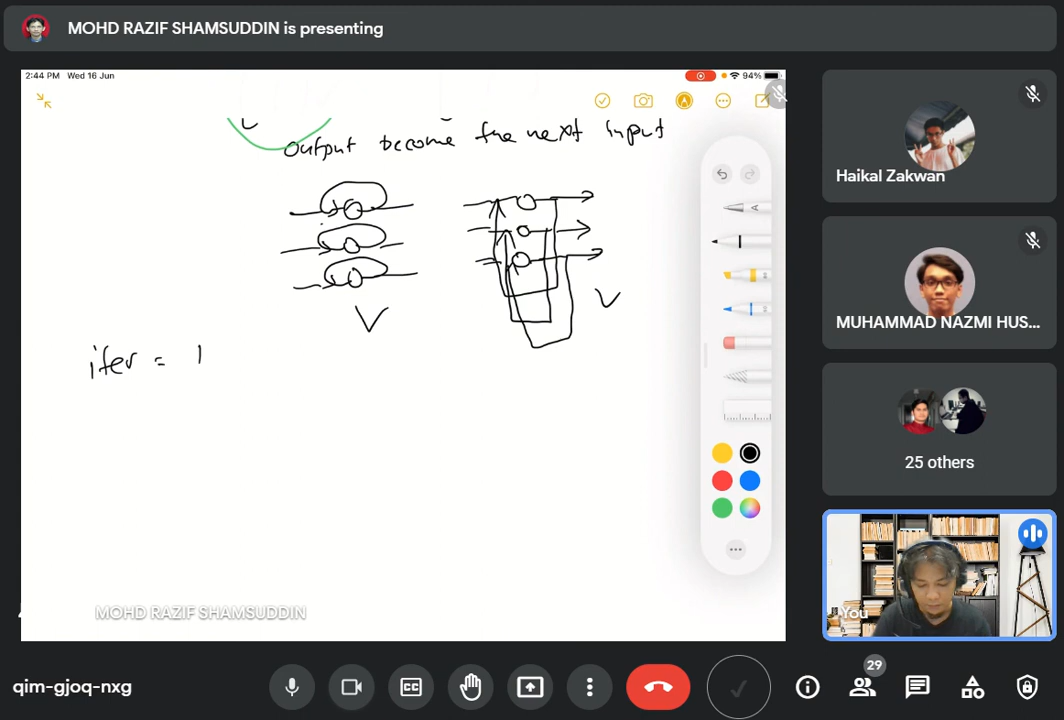 MOHD RAZIF SHAMSUDDIN is presenting
2:44 PM Wed 16 Jun
94%
output become the next input
V
V
iter = 1
MOHD RAZIF SHAMSUDDIN
Haikal Zakwan
MUHAMMAD NAZMI HUS...
25 others
You
qim-gjoq-nxg
CC
29